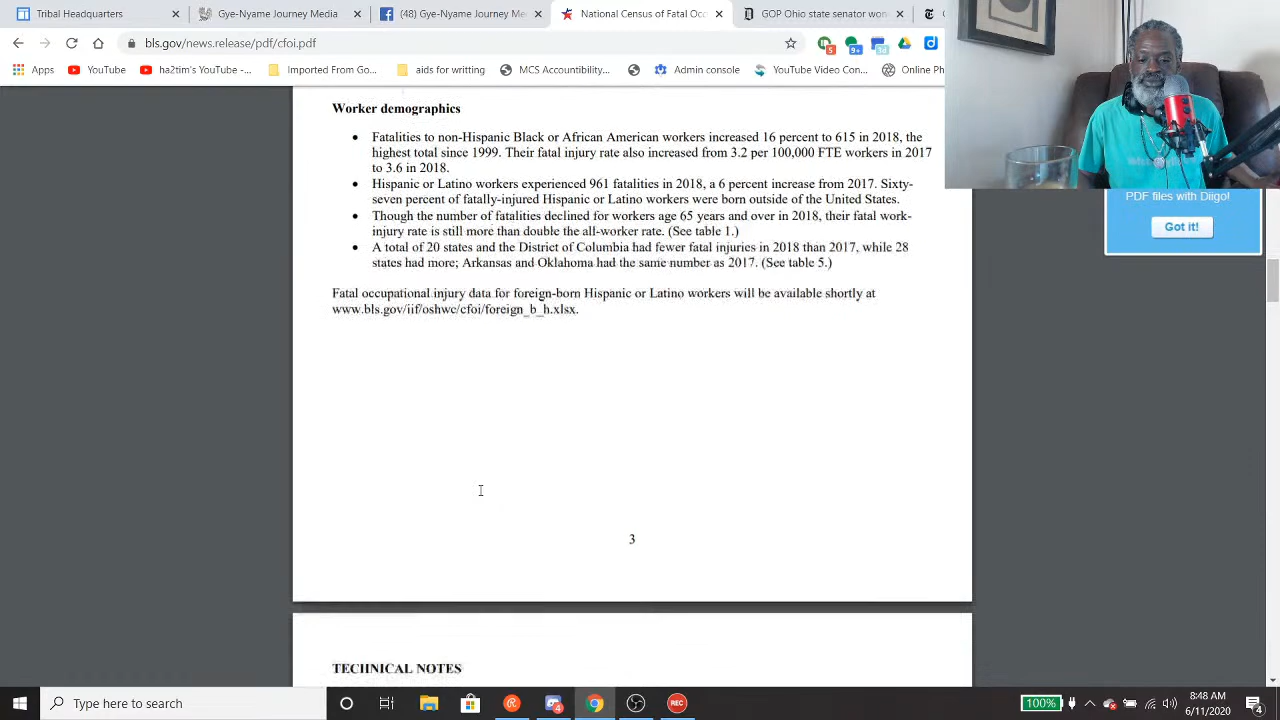 Tribal Headquarters
Gye-Nyame Journey Media
(48) Gye-Nyame Journey Me
National Census of Fatal Occ
GOP Ohio state senator won
bls.gov/news.release/pdf/cfoi.pdf
5
9+
3d
Apps
YouTube
ha2tim's YouTube -...
Imported From Go...
aids for writting
MCS Accoutibility...
Admin console
YouTube Video Con...
Online Ph
Worker demographics
• Fatalities to non-Hispanic Black or African American workers increased 16 percent to 615 in 2018, the
highest total since 1999. Their fatal injury rate also increased from 3.2 per 100,000 FTE workers in 2017
to 3.6 in 2018.
• Hispanic or Latino workers experienced 961 fatalities in 2018, a 6 percent increase from 2017. Sixty-
seven percent of fatally-injured Hispanic or Latino workers were born outside of the United States.
• Though the number of fatalities declined for workers age 65 years and over in 2018, their fatal work-
injury rate is still more than double the all-worker rate. (See table 1.)
• A total of 20 states and the District of Columbia had fewer fatal injuries in 2018 than 2017, while 28
states had more; Arkansas and Oklahoma had the same number as 2017. (See table 5.)
Fatal occupational injury data for foreign-born Hispanic or Latino workers will be available shortly at
www.bls.gov/iif/oshwc/cfoi/foreign_b_h.xlsx.
3
TECHNICAL NOTES
PDF files with Diigo!
Got it!
Type here to search
4
REC
100%
8:48 AM
6/11/2020
4